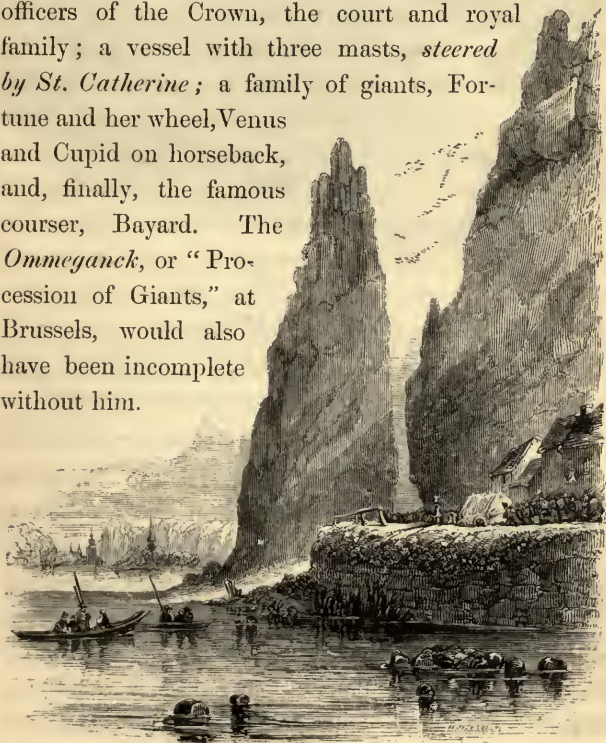 officers of the Crown, the court and royal
family; a vessel with three masts, steered
by St. Catherine; a family of giants, For-
tune and her wheel, Venus
and Cupid on horseback,
and, finally, the famous
courser, Bayard. The
Ommeganck, or “ Pro-
cession of Giants,” at
Brussels, would also
have been incomplete
without him.